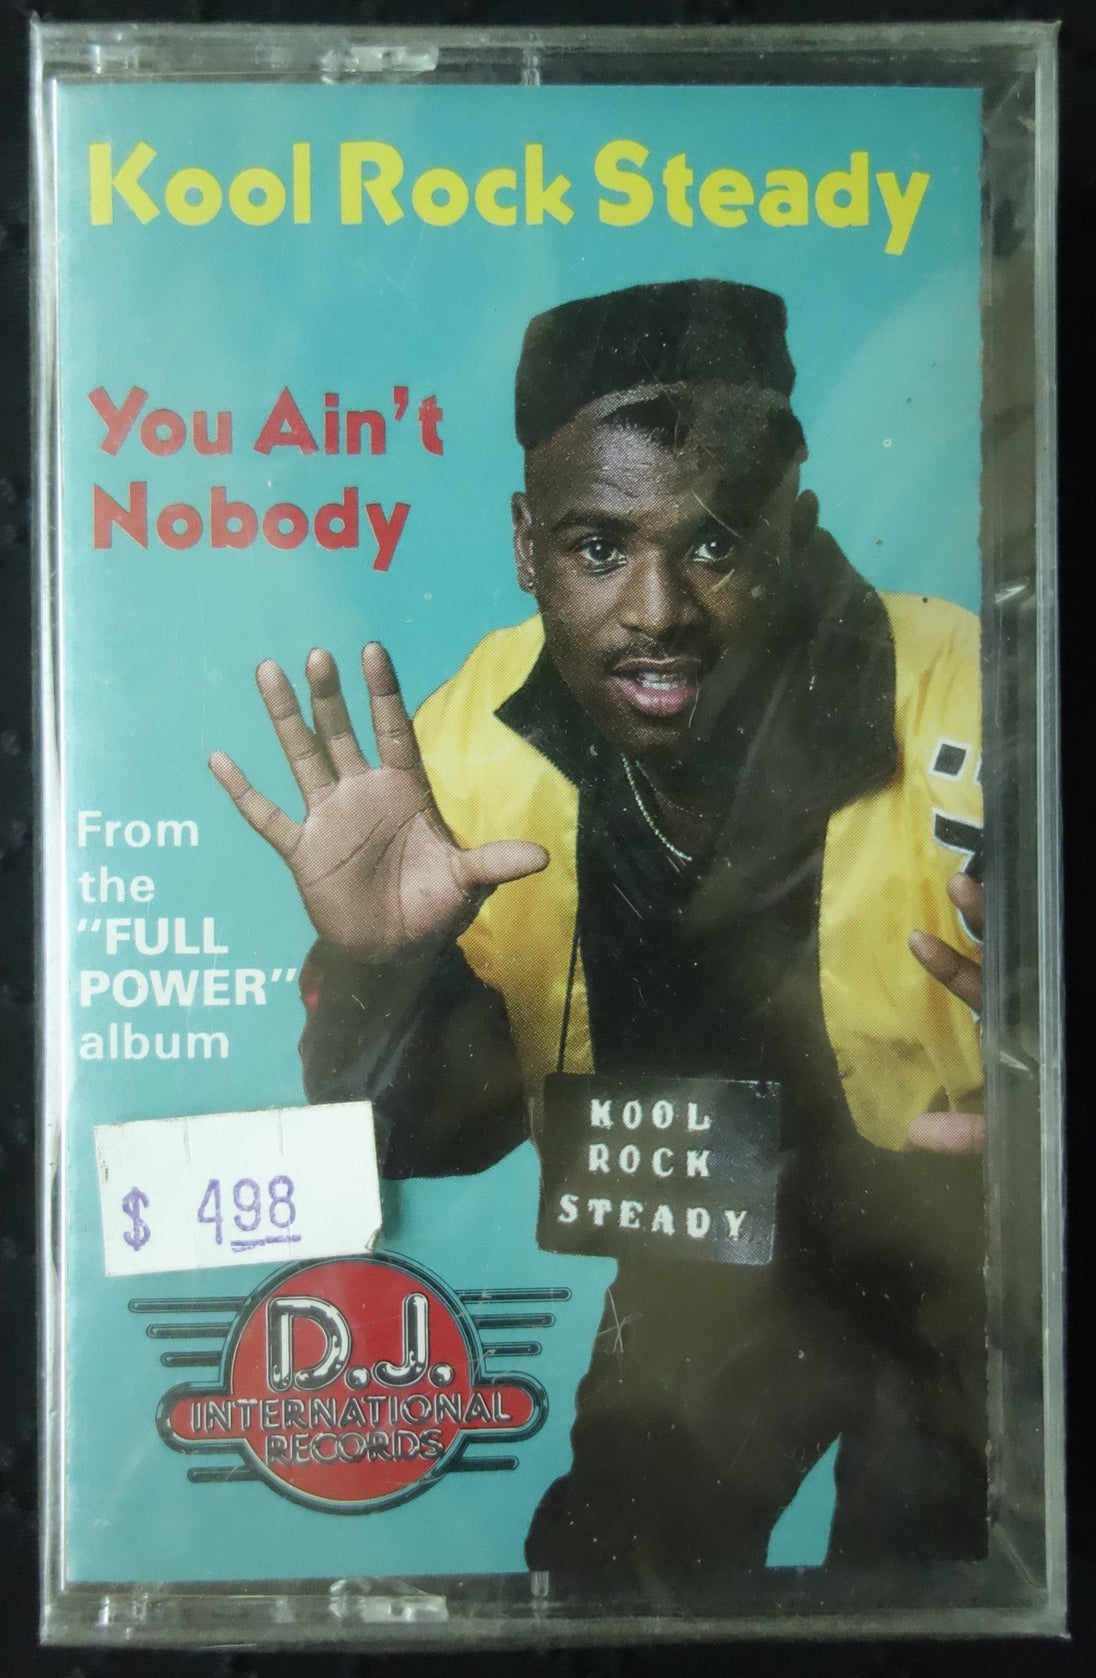 Kool Rock Steady
You Ain't
Nobody
From
the
"FULL
POWER"
album
$ 498
KOOL
ROCK
STEADY
D.J.
INTERNATIONAL
RECORDS